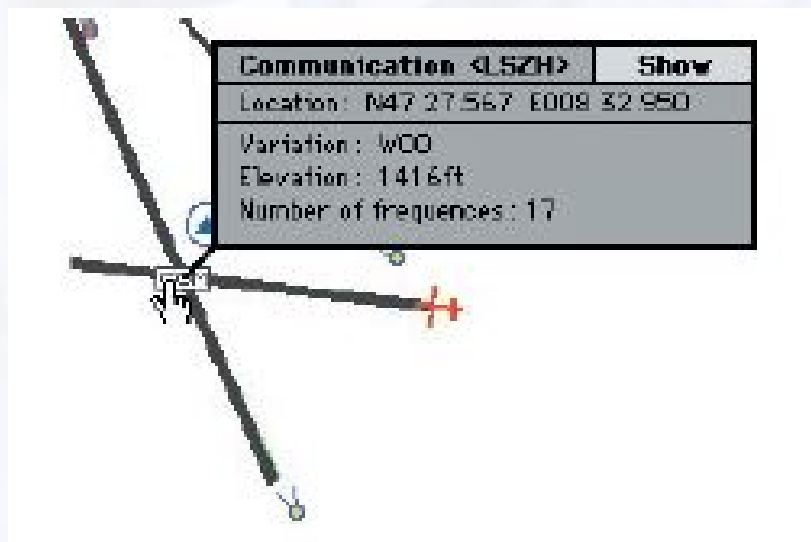 Communication <LSZH> Show
Location: N47 27.567 E008 32.950
Variation: W00
Elevation: 1416ft
Number of frequences: 17